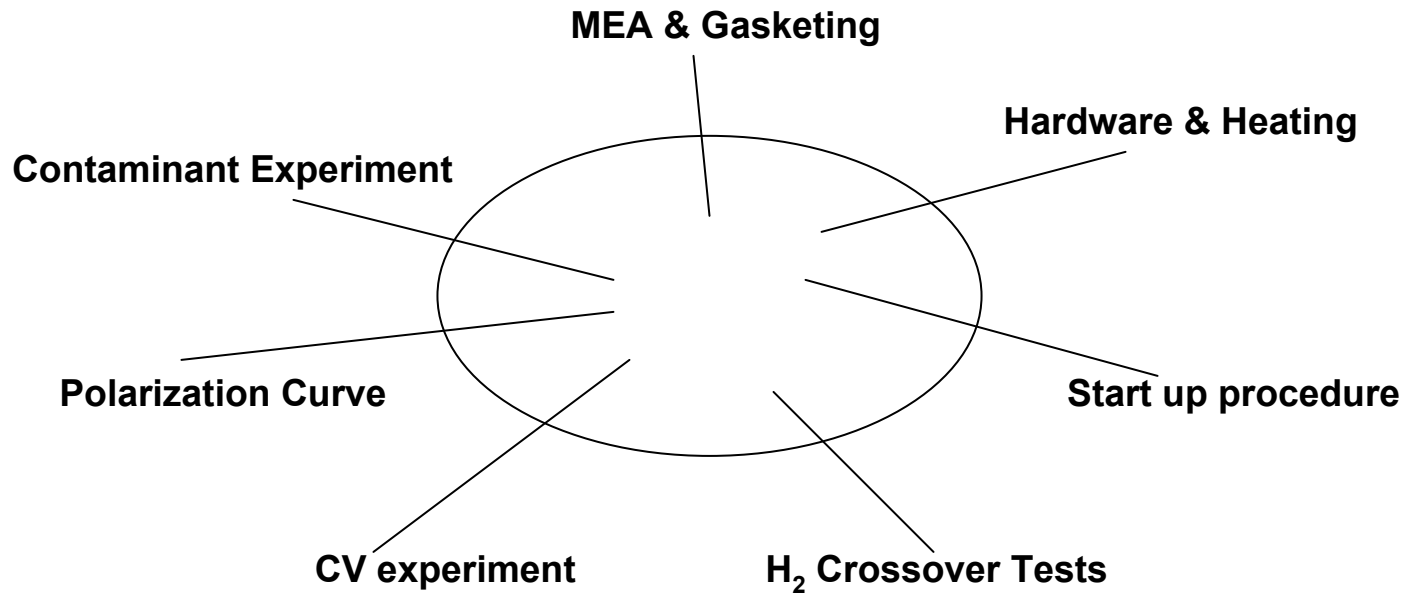 MEA & Gasketing
Hardware & Heating
Contaminant Experiment
Polarization Curve
Start up procedure
CV experiment
H₂ Crossover Tests